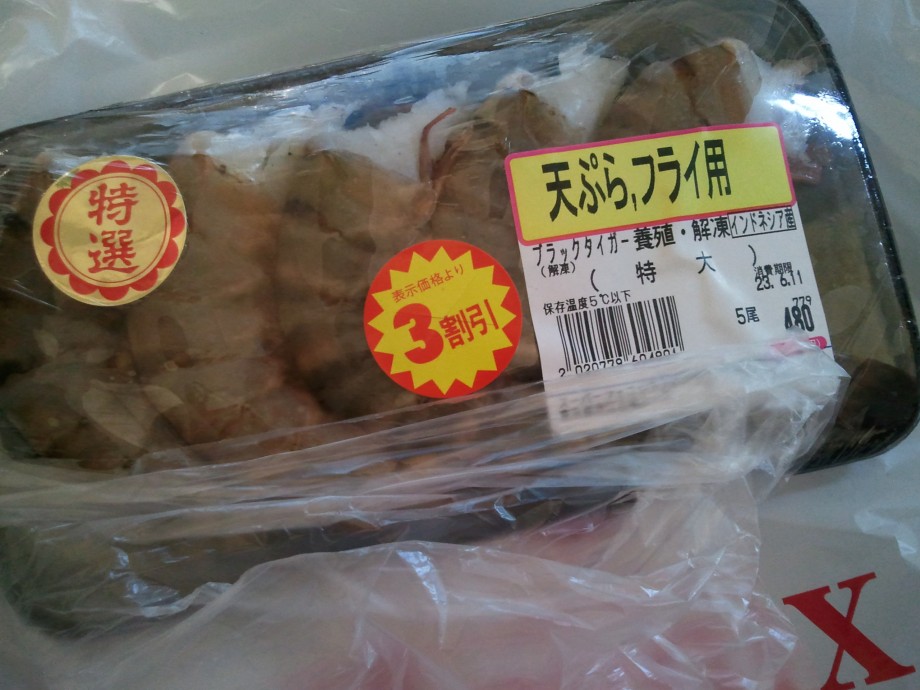 特
選
表示価格より
3割引
天ぷら,フライ用
ブラックタイガー養殖・解凍インドネシア産
(解凍)
( 特 大 )
消費期限
23. 6.11
保存温度5℃以下
5尾
480
X